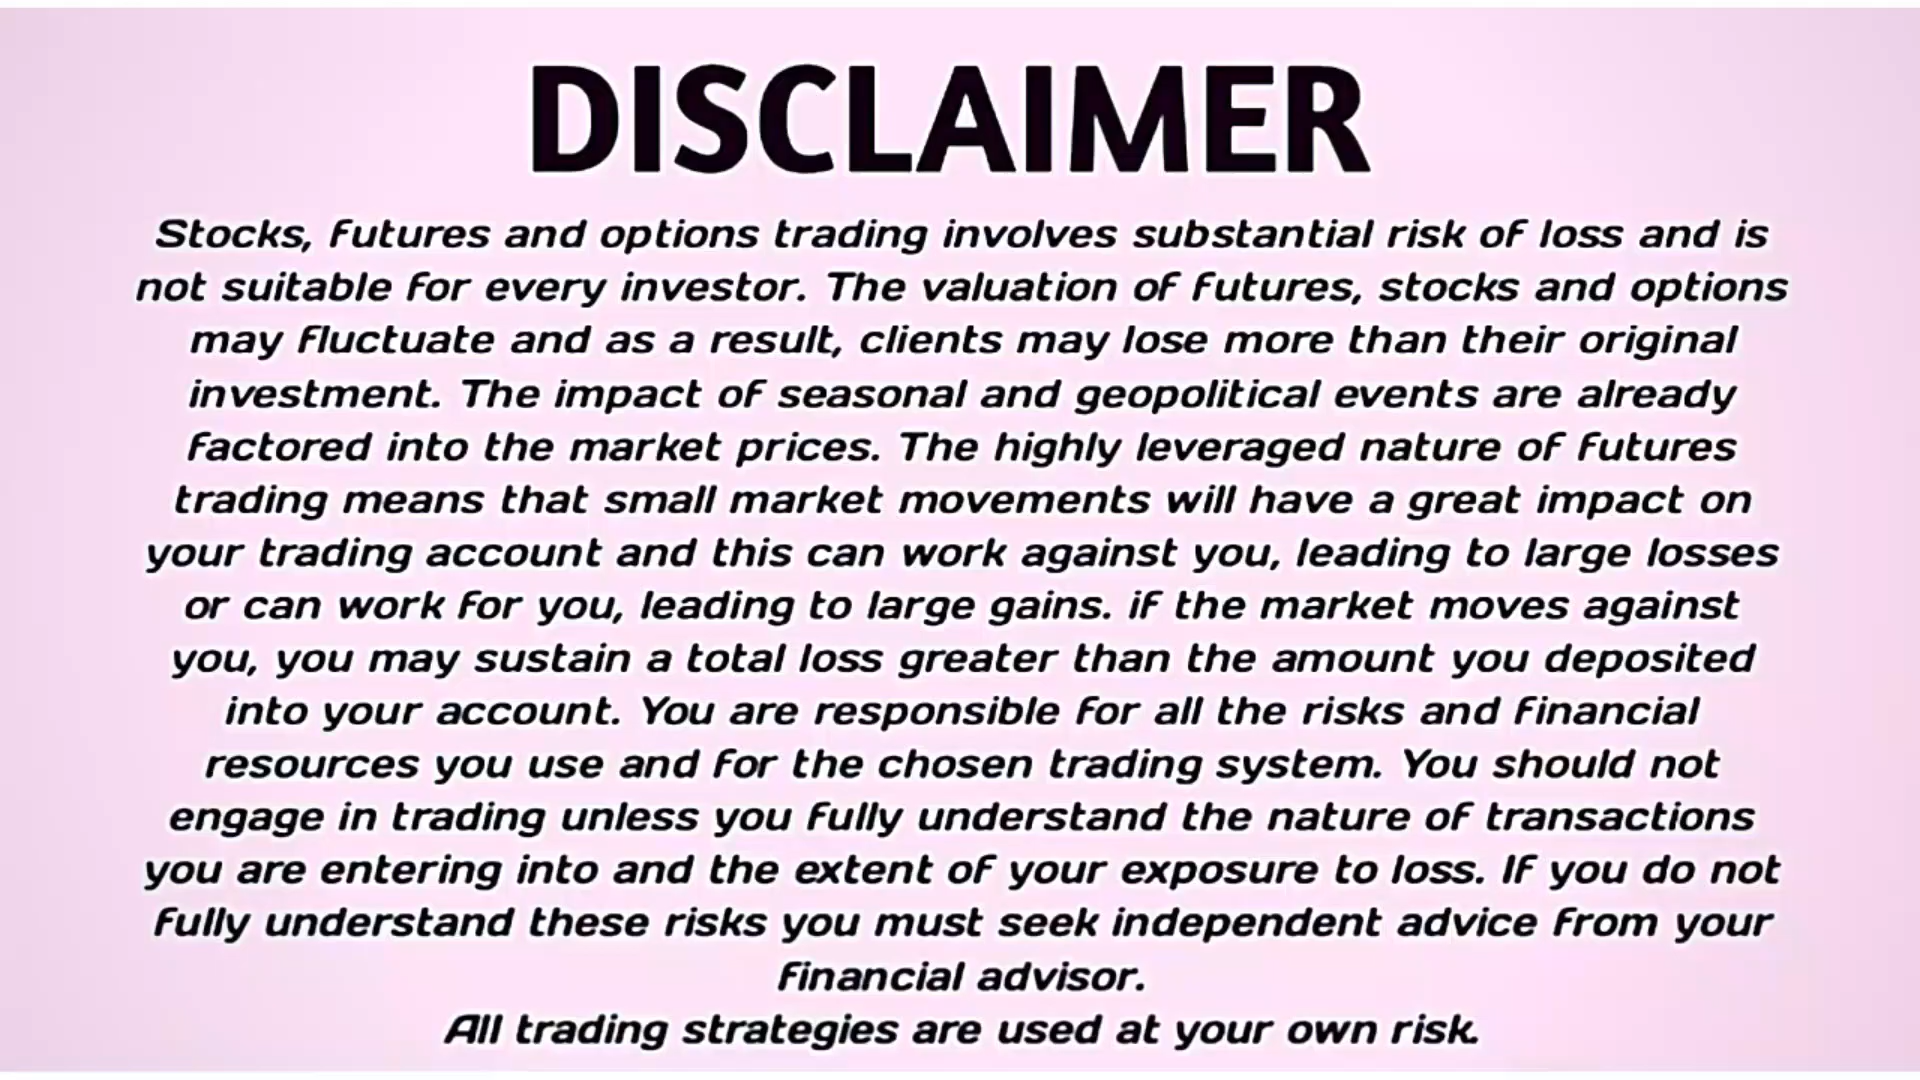 DISCLAIMER
Stocks, futures and options trading involves substantial risk of loss and is
not suitable for every investor. The valuation of futures, stocks and options
may fluctuate and as a result, clients may lose more than their original
investment. The impact of seasonal and geopolitical events are already
factored into the market prices. The highly leveraged nature of futures
trading means that small market movements will have a great impact on
your trading account and this can work against you, leading to large losses
or can work for you, leading to large gains. if the market moves against
you, you may sustain a total loss greater than the amount you deposited
into your account. You are responsible for all the risks and financial
resources you use and for the chosen trading system. You should not
engage in trading unless you fully understand the nature of transactions
you are entering into and the extent of your exposure to loss. If you do not
fully understand these risks you must seek independent advice from your
financial advisor.
All trading strategies are used at your own risk.